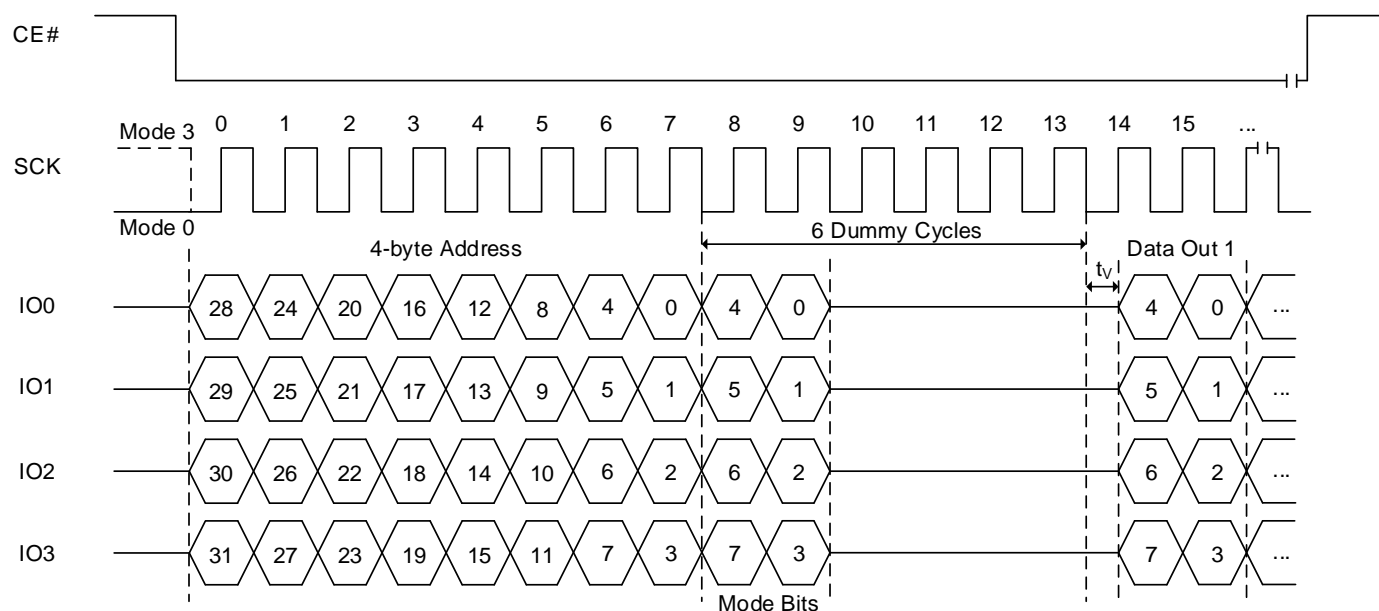 CE#
0 1 2 3 4 5 6 7 8 9 10 11 12 13 14 15 ...
Mode 3
SCK
Mode 0
6 Dummy Cycles
4-byte Address
Data Out 1
tV
IO0 28 24 20 16 12 8 4 0 4 0 4 0 ...
IO1 29 25 21 17 13 9 5 1 5 1 5 1 ...
IO2 30 26 22 18 14 10 6 2 6 2 6 2 ...
IO3 31 27 23 19 15 11 7 3 7 3 7 3 ...
Mode Bits